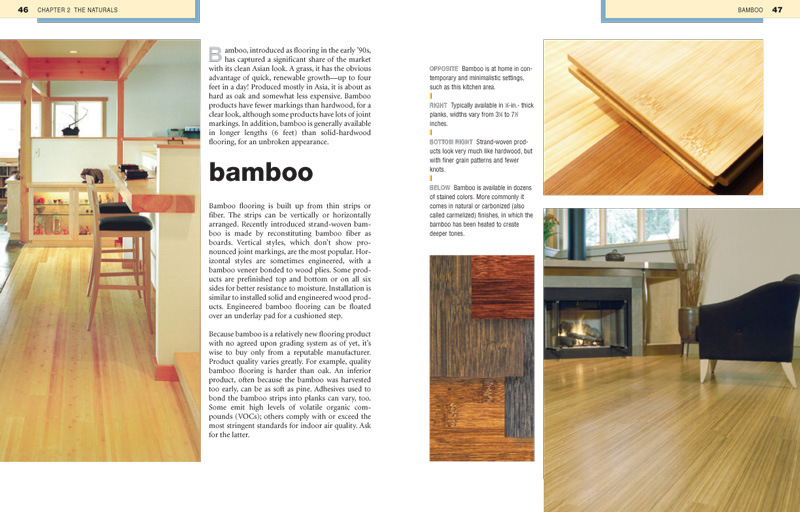 46 CHAPTER 2 THE NATURALS
Bamboo, introduced as flooring in the early '90s,
has captured a significant share of the market
with its clean Asian look. A grass, it has the obvious
advantage of quick, renewable growth—up to four
feet in a day! Produced mostly in Asia, it is about as
hard as oak and somewhat less expensive. Bamboo
products have fewer markings than hardwood, for a
clear look, although some products have lots of joint
markings. In addition, bamboo is generally available
in longer lengths (6 feet) than solid-hardwood
flooring, for an unbroken appearance.
bamboo
Bamboo flooring is built up from thin strips or
fiber. The strips can be vertically or horizontally
arranged. Recently introduced strand-woven bam-
boo is made by reconstituting bamboo fiber as
boards. Vertical styles, which don't show pro-
nounced joint markings, are the most popular. Hor-
izontal styles are sometimes engineered, with a
bamboo veneer bonded to wood plies. Some prod-
ucts are prefinished top and bottom or on all six
sides for better resistance to moisture. Installation is
similar to installed solid and engineered wood prod-
ucts. Engineered bamboo flooring can be floated
over an underlay pad for a cushioned step.
Because bamboo is a relatively new flooring product
with no agreed upon grading system as of yet, it's
wise to buy only from a reputable manufacturer.
Product quality varies greatly. For example, quality
bamboo flooring is harder than oak. An inferior
product, often because the bamboo was harvested
too early, can be as soft as pine. Adhesives used to
bond the bamboo strips into planks can vary, too.
Some emit high levels of volatile organic com-
pounds (VOCs); others comply with or exceed the
most stringent standards for indoor air quality. Ask
for the latter.
BAMBOO 47
OPPOSITE Bamboo is at home in con-
temporary and minimalistic settings,
such as this kitchen area.
RIGHT Typically available in -in.- thick
planks, widths vary from to
inches.
BOTTOM RIGHT Strand-woven prod-
ucts look very much like hardwood, but
with finer grain patterns and fewer
knots.
BELOW Bamboo is available in dozens
of stained colors. More commonly it
comes in natural or carbonized (also
called carmelized) finishes, in which the
bamboo has been heated to create
deeper tones.